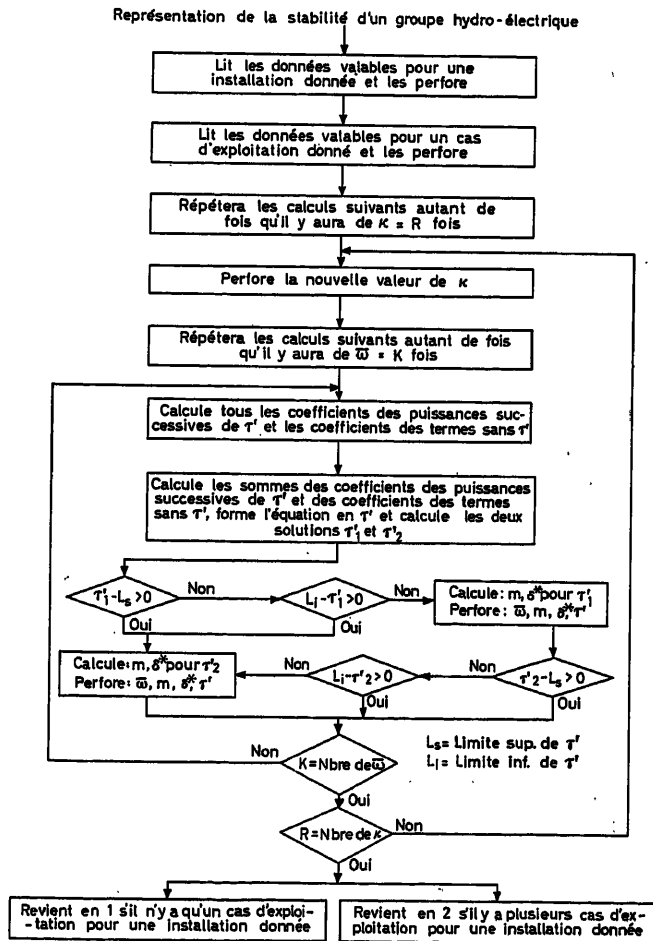 Représentation de la stabilité d'un groupe hydro-électrique
Lit les données valables pour une
installation donnée et les perfore
Lit les données valables pour un cas
d'exploitation donné et les perfore
Répétera les calculs suivants autant de
fois qu'il y aura de κ = R fois
Perfore la nouvelle valeur de κ
Répétera les calculs suivants autant de fois
qu'il y aura de ϖ = K fois
Calcule tous les coefficients des puissances suc-
cessives de τ' et les coefficients des termes sans τ'
Calcule les sommes des coefficients des puissances
successives de τ' et des coefficients des termes
sans τ', forme l'équation en τ' et calcule les deux
solutions τ'₁ et τ'₂
τ'₁-Lₛ>0
Non
Lᵢ-τ'₁>0
Non
Calcule: m, δ* pour τ'₁
Perfore: ϖ, m, δ*, τ'
Oui
Oui
Calcule: m, δ* pour τ'₂
Perfore: ϖ, m, δ*, τ'
Non
Lᵢ-τ'₂>0
Non
τ'₂-Lₛ>0
Oui
Oui
Non
K=Nbre de ϖ
Lₛ= Limite sup. de τ'
Lᵢ= Limite inf. de τ'
Oui
R=Nbre de κ
Non
Oui
Revient en 1 s'il n'y a qu'un cas d'exploi-
-tation pour une installation donnée
Revient en 2 s'il y a plusieurs cas d'ex-
ploitation pour une installation donnée